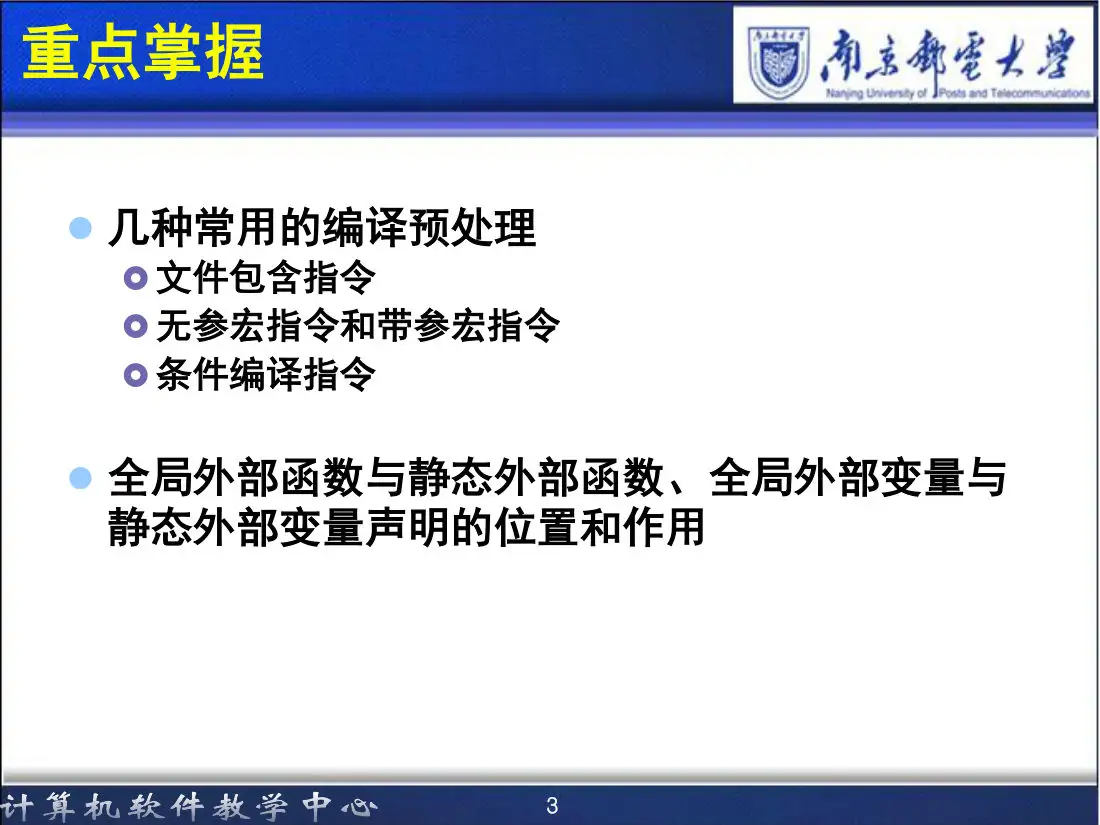 重点掌握
南京郵電大學
Nanjing University of Posts and Telecommunications
几种常用的编译预处理
文件包含指令
无参宏指令和带参宏指令
条件编译指令
全局外部函数与静态外部函数、全局外部变量与
静态外部变量声明的位置和作用
计算机软件教学中心
3